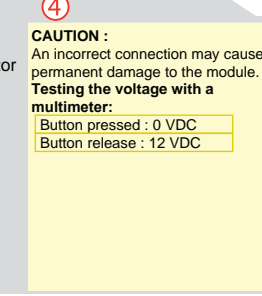 ④
CAUTION :
An incorrect connection may cause
tor
permanent damage to the module.
Testing the voltage with a
multimeter:
Button pressed : 0 VDC
Button release : 12 VDC